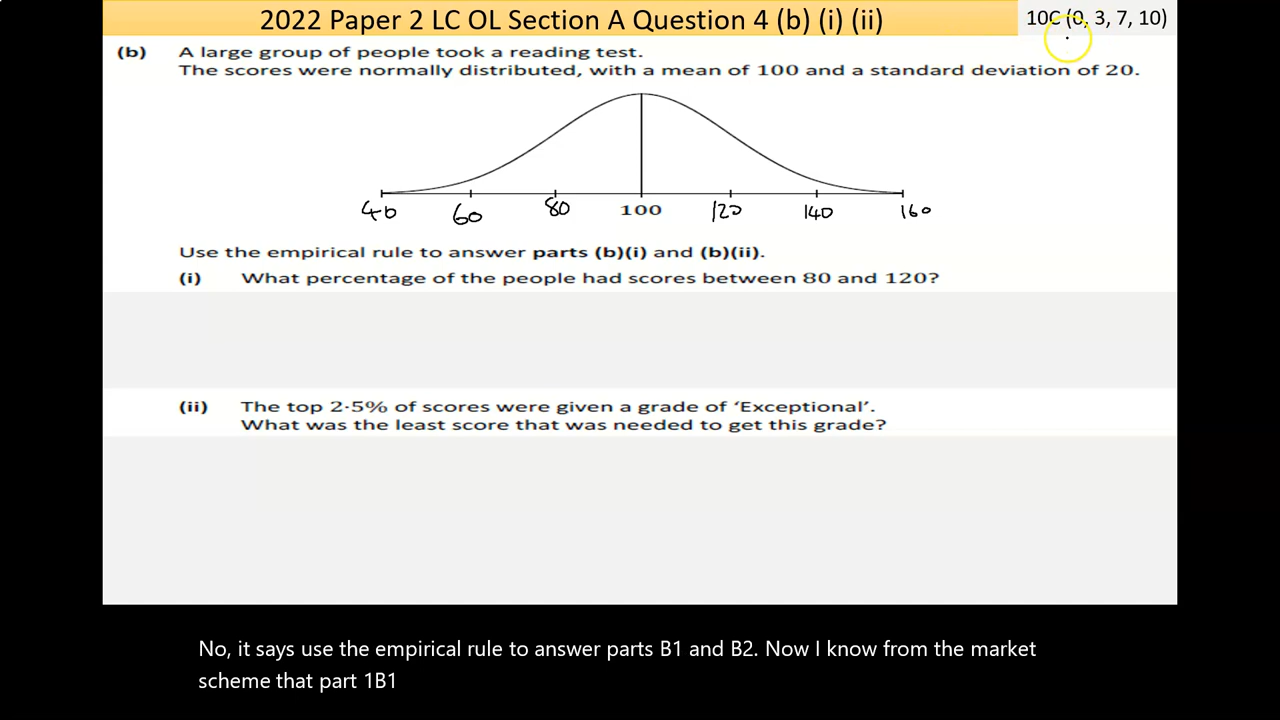 2022 Paper 2 LC OL Section A Question 4 (b) (i) (ii)
10C (0, 3, 7, 10)
(b) A large group of people took a reading test.
The scores were normally distributed, with a mean of 100 and a standard deviation of 20.
40 60 80 100 120 140 160
Use the empirical rule to answer parts (b)(i) and (b)(ii).
(i) What percentage of the people had scores between 80 and 120?
(ii) The top 2·5% of scores were given a grade of ‘Exceptional’.
What was the least score that was needed to get this grade?
No, it says use the empirical rule to answer parts B1 and B2. Now I know from the market
scheme that part 1B1